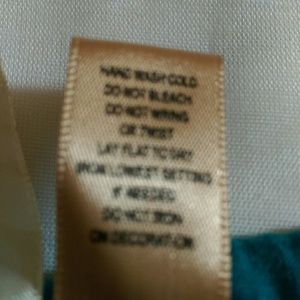 HAND WASH COLD
DO NOT BLEACH
DO NOT WRING
OR TWIST
LAY FLAT TO DRY
IRON LOWEST SETTING
IF NEEDED
DO NOT IRON
ON DECORATION